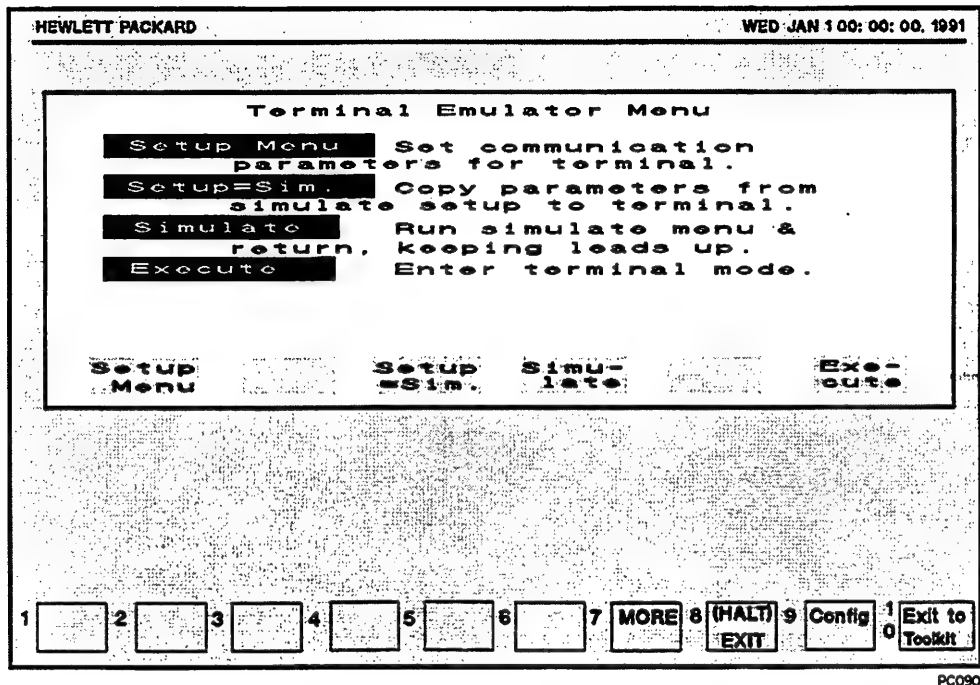 HEWLETT PACKARD
WED JAN 1 00: 00: 00, 1991
Terminal Emulator Menu
Setup Menu Set communication
parameters for terminal.
Setup=Sim. Copy parameters from
simulate setup to terminal.
Simulate Run simulate menu &
return, keeping leads up.
Execute Enter terminal mode.
Setup Setup Simu- Exe-
Menu =Sim. late cute
1 2 3 4 5 6 7 MORE 8 (HALT) 9 Config 1 Exit to
EXIT 0 Toolkit